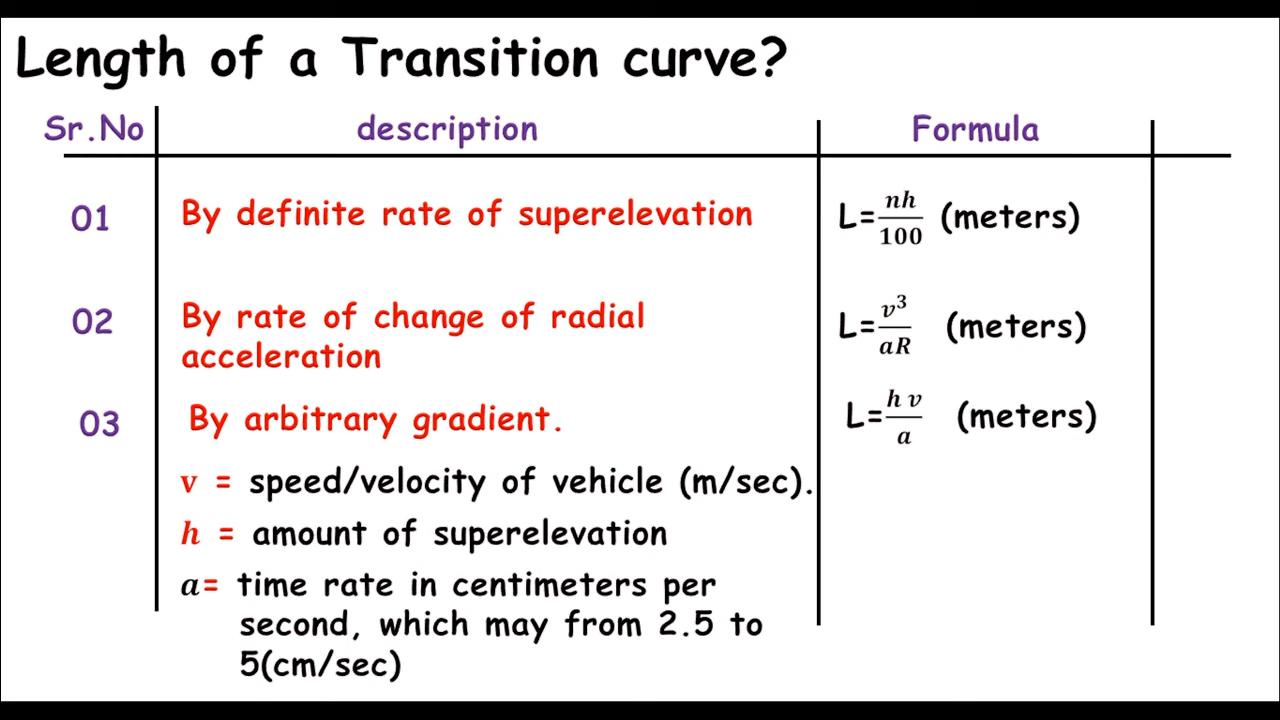 Length of a Transition curve?
Sr.No description Formula
01 By definite rate of superelevation L=nh/100 (meters)
02 By rate of change of radial acceleration L=v³/aR (meters)
03 By arbitrary gradient. L=h v/a (meters)
v = speed/velocity of vehicle (m/sec).
h = amount of superelevation
a= time rate in centimeters per
second, which may from 2.5 to
5(cm/sec)